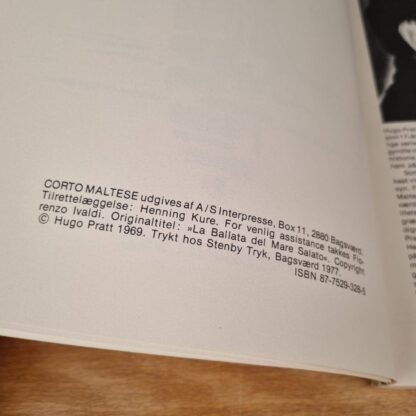 CORTO MALTESE udgives af A/S Interpresse, Box 11, 2880 Bagsværd.
Tilrettelæggelse: Henning Kure. For venlig assistance takkes Flo-
renzo Ivaldi. Originaltitel: »La Ballata del Mare Salato«. Copyright
© Hugo Pratt 1969. Trykt hos Stenby Tryk, Bagsværd 1977.
ISBN 87-7529-328-5
Hugo Pra